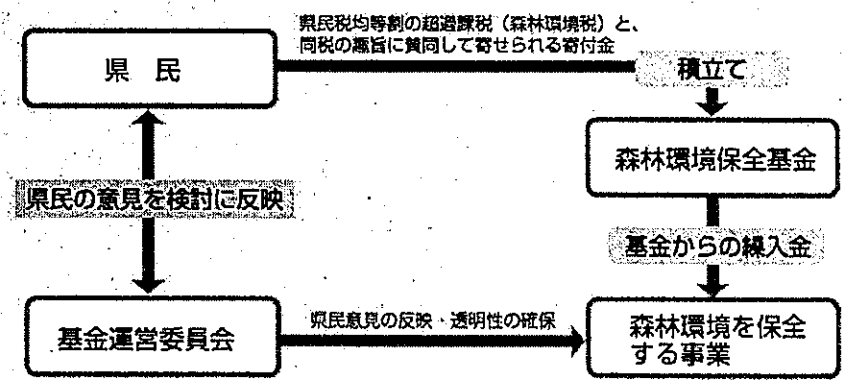 県民税均等割の超過課税（森林環境税）と、
同税の趣旨に賛同して寄せられる寄付金
県　民
積立て
森林環境保全基金
県民の意見を検討に反映
基金からの繰入金
基金運営委員会
県民意見の反映・透明性の確保
森林環境を保全
する事業